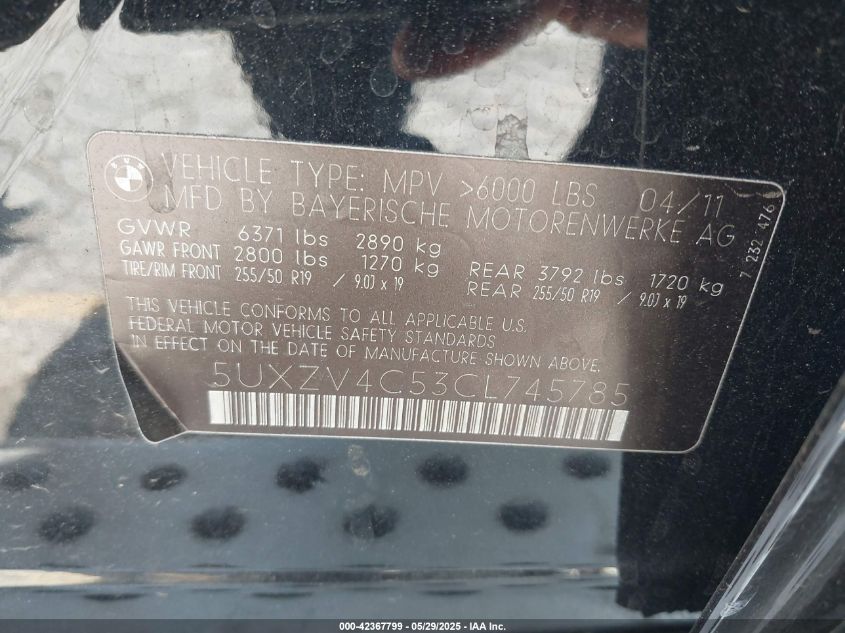 BMW
VEHICLE TYPE: MPV >6000 LBS 04/11
MFD BY BAYERISCHE MOTORENWERKE AG
GVWR 6371 lbs 2890 kg
GAWR FRONT 2800 lbs 1270 kg REAR 3792 lbs 1720 kg
TIRE/RIM FRONT 255/50 R19 / 9.0J x 19 REAR 255/50 R19 / 9.0J x 19
7 232 476
THIS VEHICLE CONFORMS TO ALL APPLICABLE U.S.
FEDERAL MOTOR VEHICLE SAFETY STANDARDS
IN EFFECT ON THE DATE OF MANUFACTURE SHOWN ABOVE.
5UXZV4C53CL745785
000-42367799 - 05/29/2025 - IAA Inc.